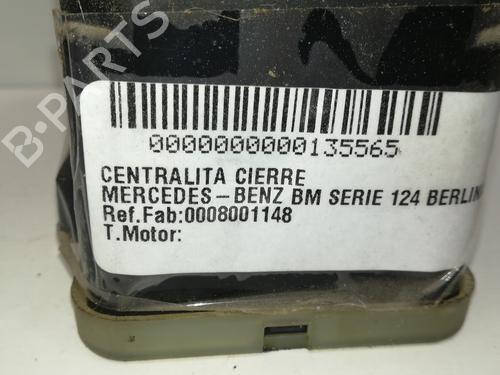 B-PARTS
0000000000135565
CENTRALITA CIERRE
MERCEDES-BENZ BM SERIE 124 BERLIN
Ref.Fab:0008001148
T.Motor: